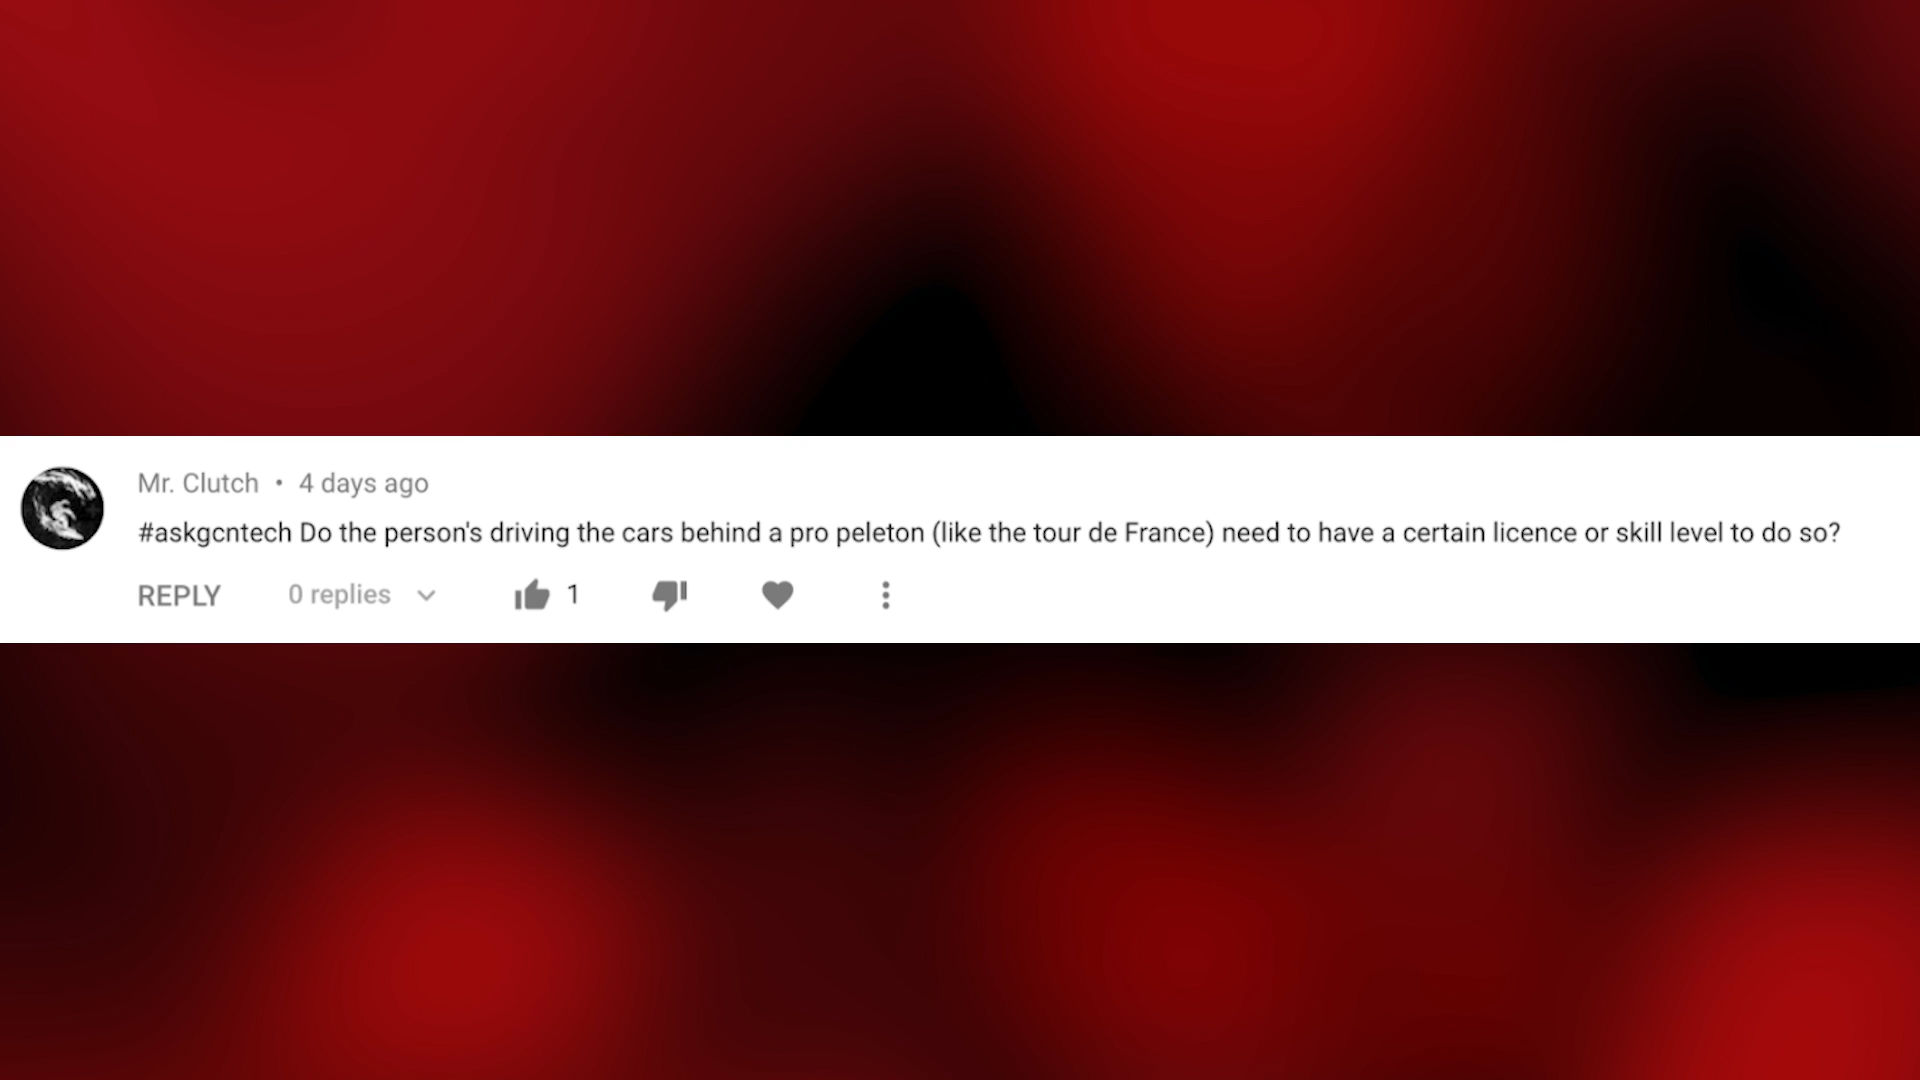 Mr. Clutch • 4 days ago
#askgcntech Do the person's driving the cars behind a pro peleton (like the tour de France) need to have a certain licence or skill level to do so?
REPLY 0 replies 1